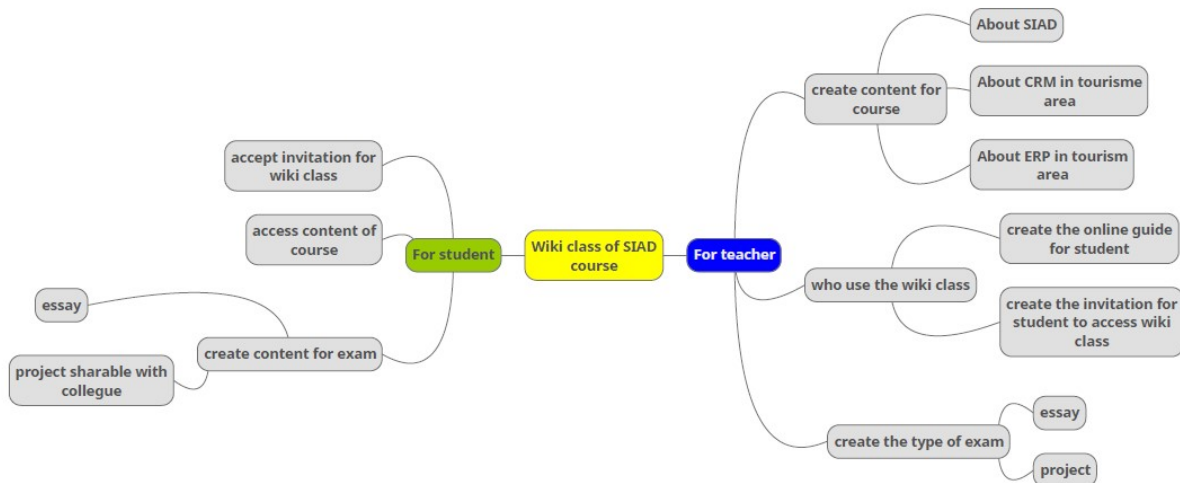 Wiki class of SIAD
course
For student
accept invitation for
wiki class
access content of
course
create content for exam
essay
project sharable with
collegue
For teacher
create content for
course
About SIAD
About CRM in tourisme
area
About ERP in tourism
area
who use the wiki class
create the online guide
for student
create the invitation for
student to access wiki
class
create the type of exam
essay
project